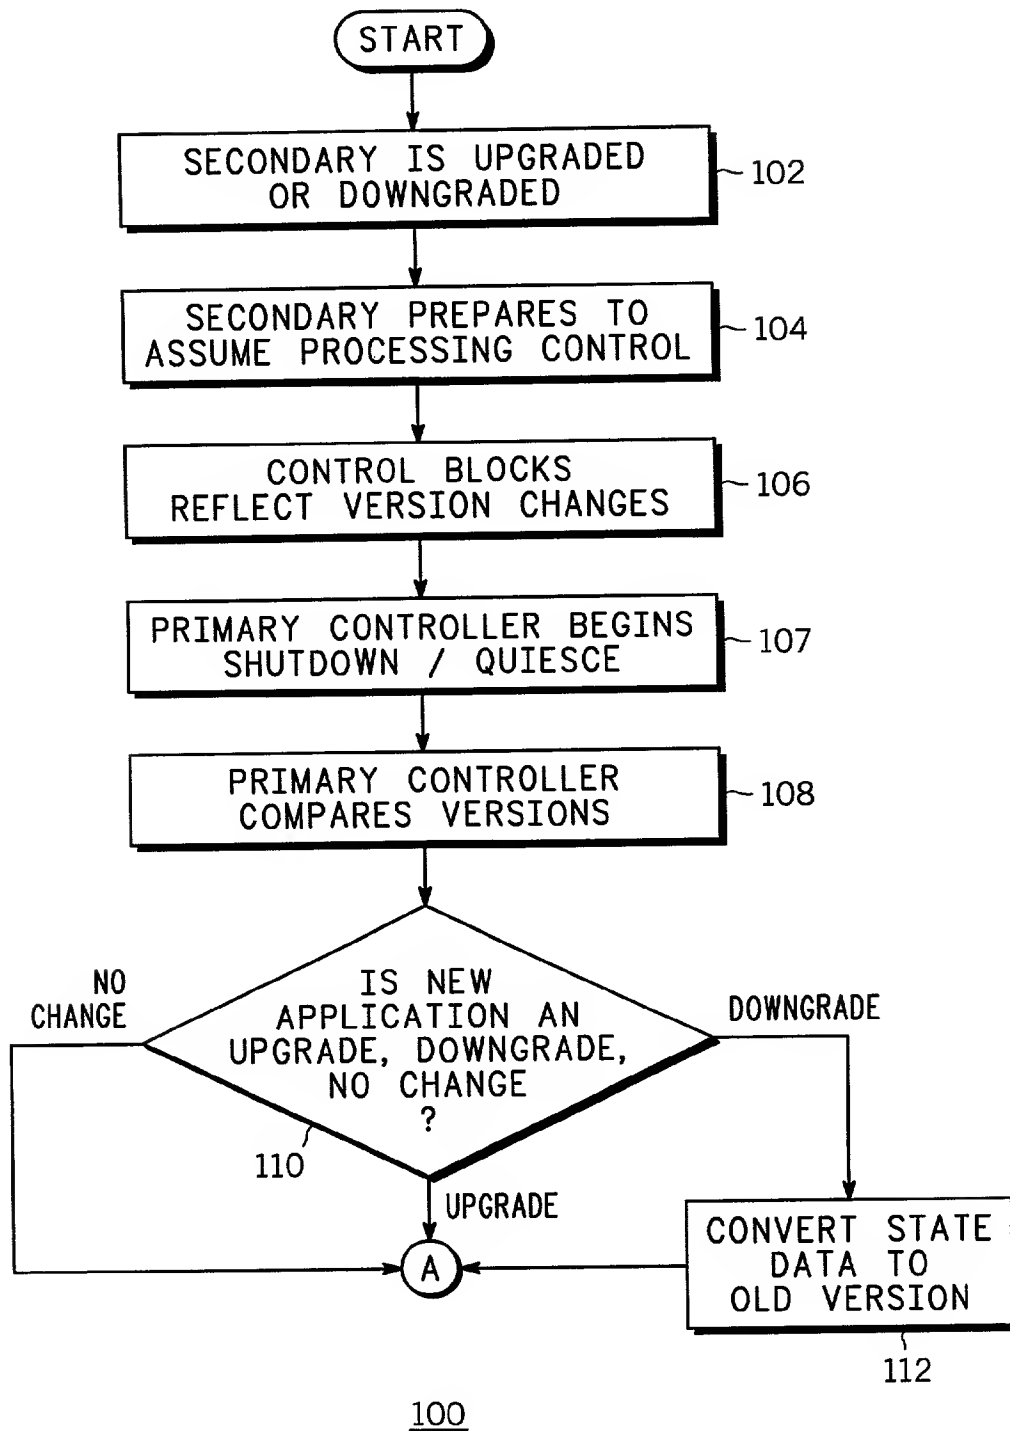 START
SECONDARY IS UPGRADED
OR DOWNGRADED
102
SECONDARY PREPARES TO
ASSUME PROCESSING CONTROL
104
CONTROL BLOCKS
REFLECT VERSION CHANGES
106
PRIMARY CONTROLLER BEGINS
SHUTDOWN / QUIESCE
107
PRIMARY CONTROLLER
COMPARES VERSIONS
108
NO
CHANGE
IS NEW
APPLICATION AN
UPGRADE, DOWNGRADE,
NO CHANGE
?
DOWNGRADE
110
UPGRADE
A
CONVERT STATE
DATA TO
OLD VERSION
112
100